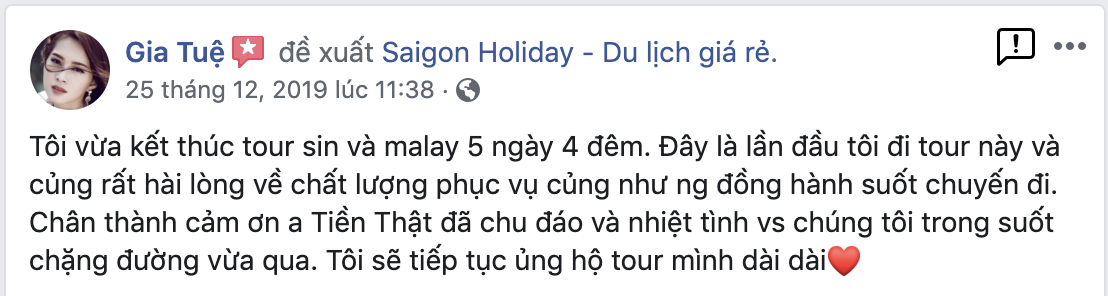 Gia Tuệ đề xuất Saigon Holiday - Du lịch giá rẻ.
25 tháng 12, 2019 lúc 11:38 ·
Tôi vừa kết thúc tour sin và malay 5 ngày 4 đêm. Đây là lần đầu tôi đi tour này và
củng rất hài lòng về chất lượng phục vụ củng như ng đồng hành suốt chuyến đi.
Chân thành cảm ơn a Tiền Thật đã chu đáo và nhiệt tình vs chúng tôi trong suốt
chặng đường vừa qua. Tôi sẽ tiếp tục ủng hộ tour mình dài dài❤️